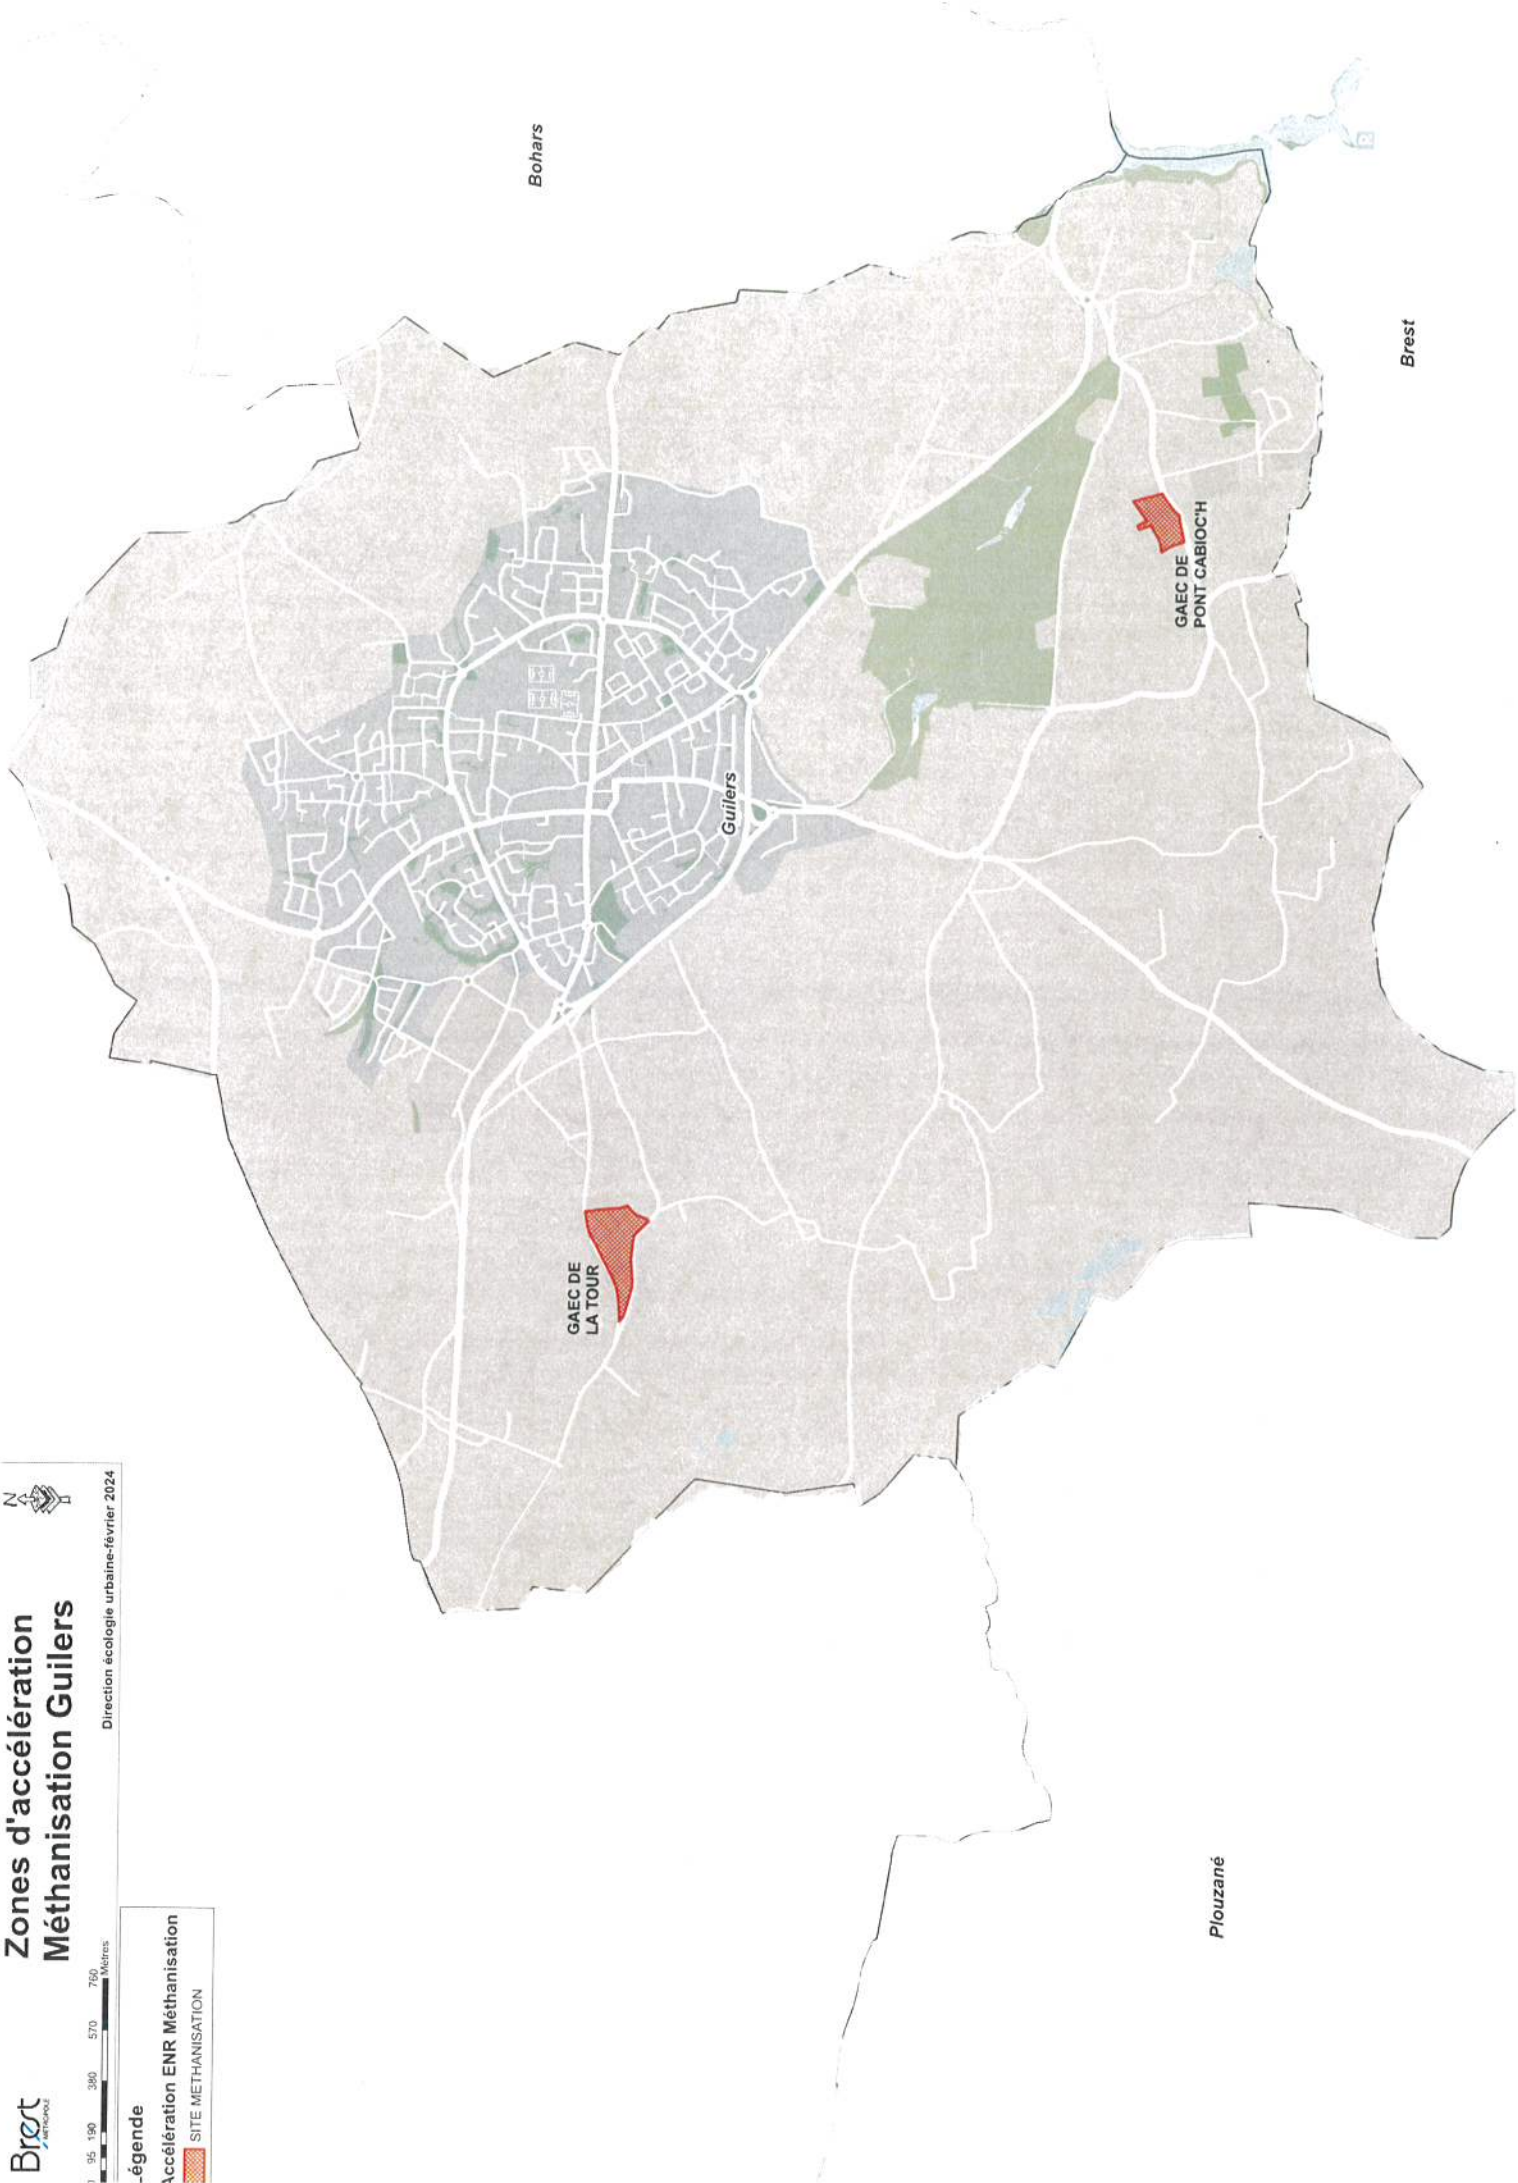 Brest
MÉTROPOLE
Zones d'accélération
Méthanisation Guilers
N
95 190 380 570 760
Mètres
Direction écologie urbaine-février 2024
Légende
Accélération ENR Méthanisation
SITE METHANISATION
Bohars
Guilers
GAEC DE
LA TOUR
GAEC DE
PONT CABIOC'H
Brest
Plouzané